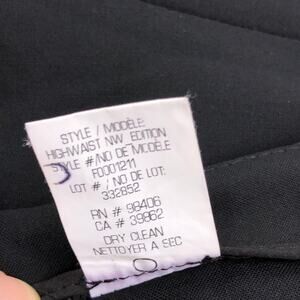 STYLE / MODÈLE:
HIGHWAIST NW EDITION
STYLE #/NO DE MODÈLE
F0001211
LOT # / NO DE LOT:
332852
RN # 98406
CA # 39862
DRY CLEAN
NETTOYER A SEC